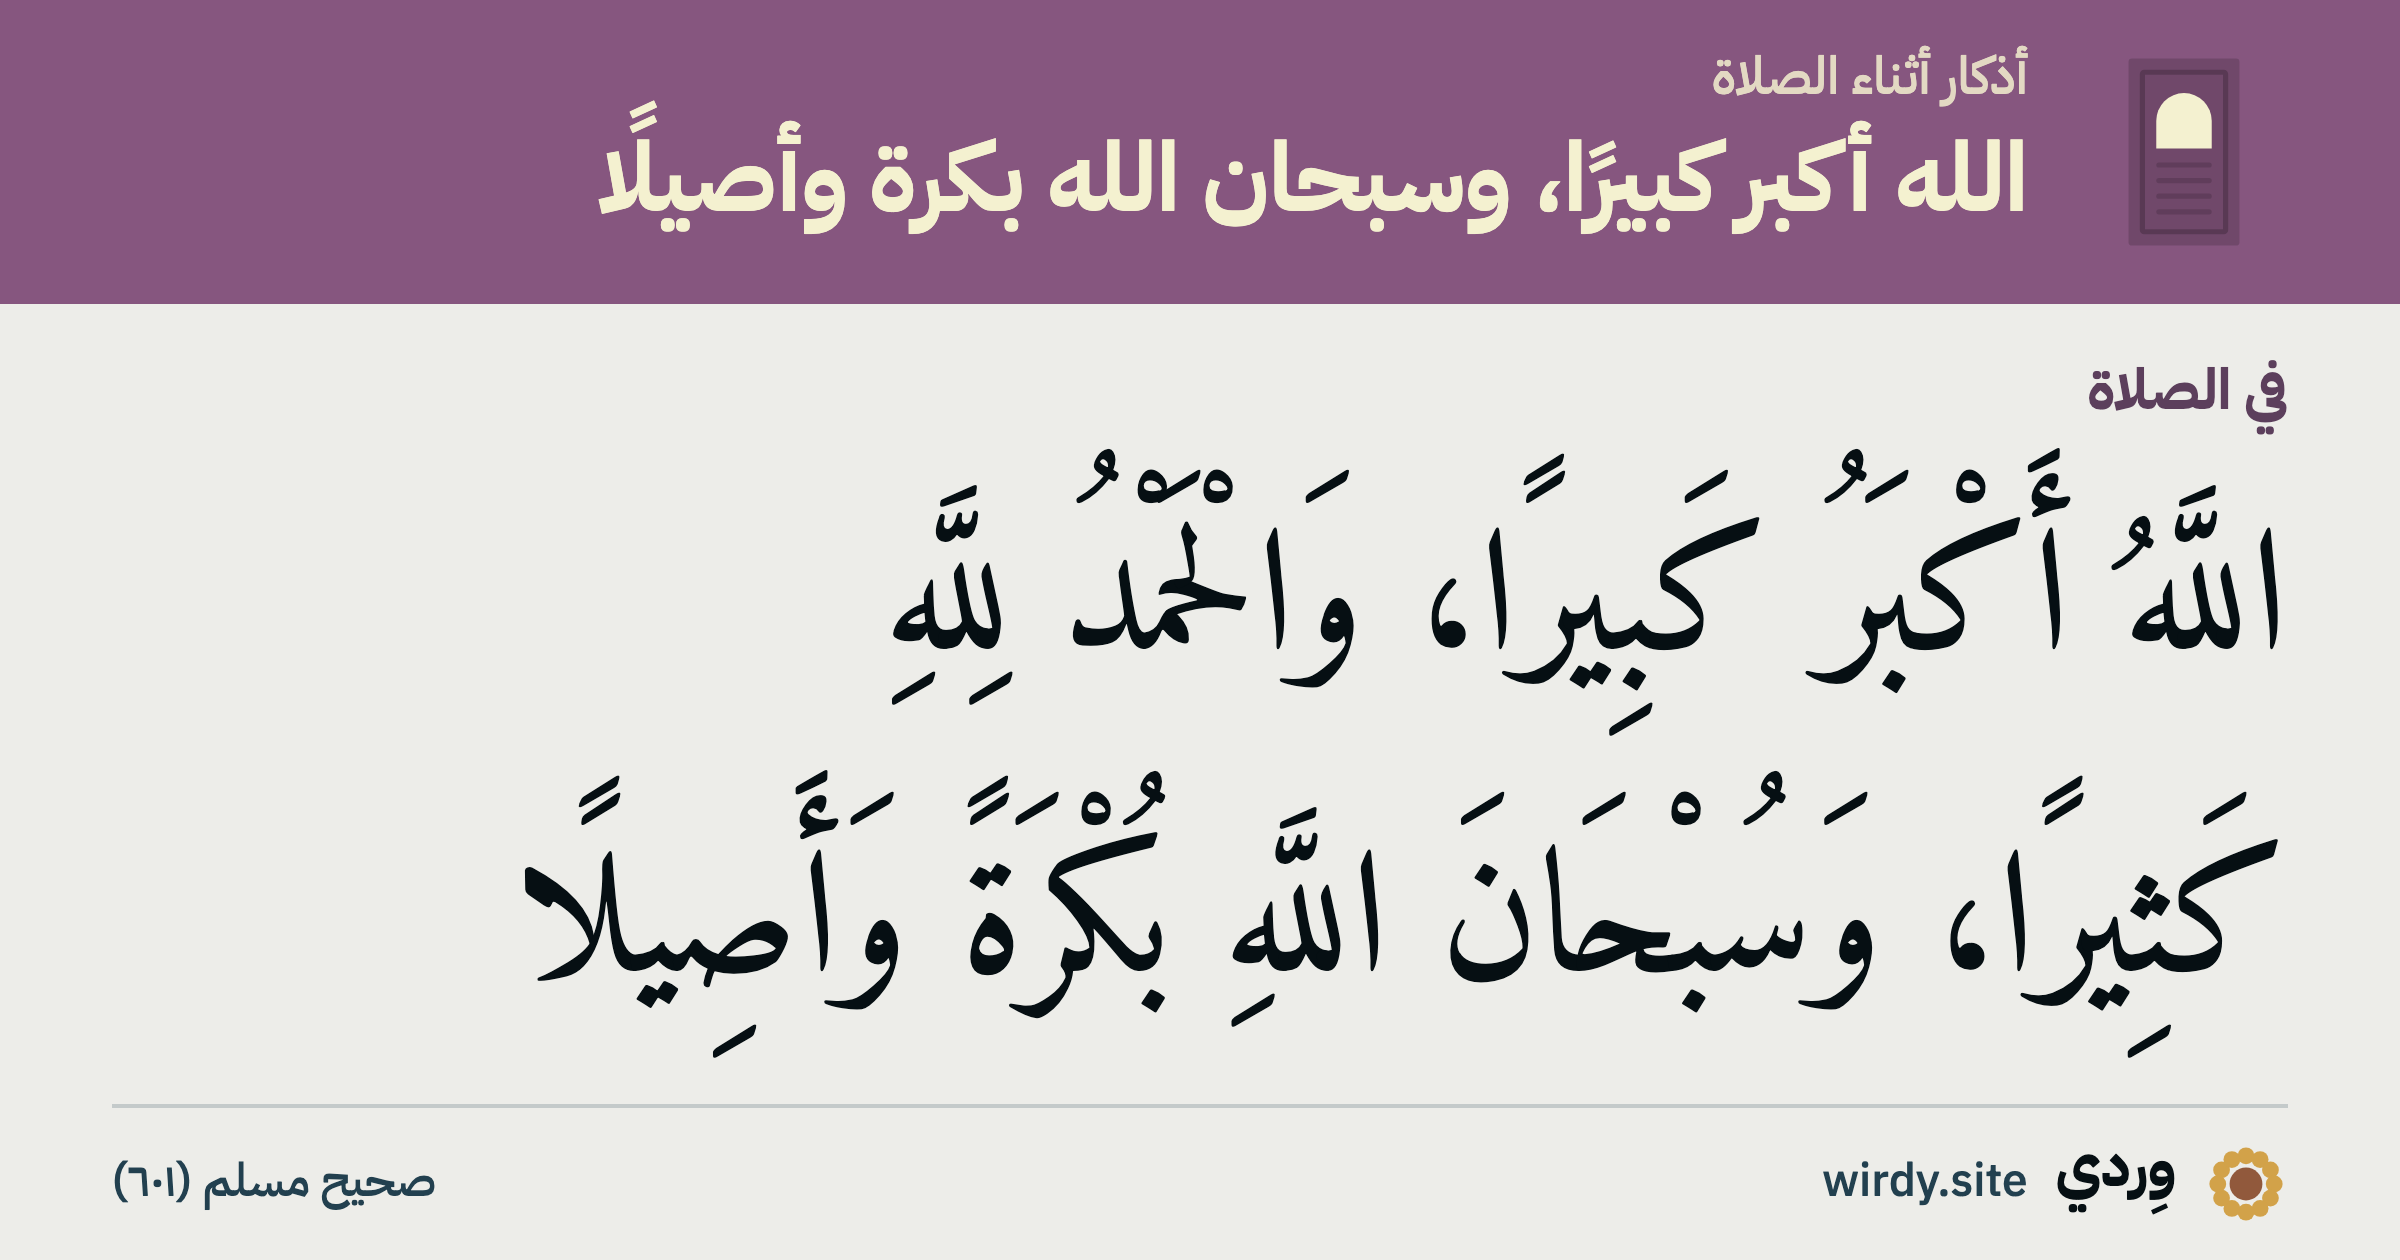 أذكار أثناء الصلاة
الله أكبر كبيرًا، وسبحان الله بكرة وأصيلًا
في الصلاة
اللَّهُ أَكْبَرُ كَبِيرًا، وَالْحَمْدُ لِلَّهِ
كَثِيرًا، وَسُبْحَانَ اللَّهِ بُكْرَةً وَأَصِيلًا
وِردي wirdy.site
صحيح مسلم (٦٠١)